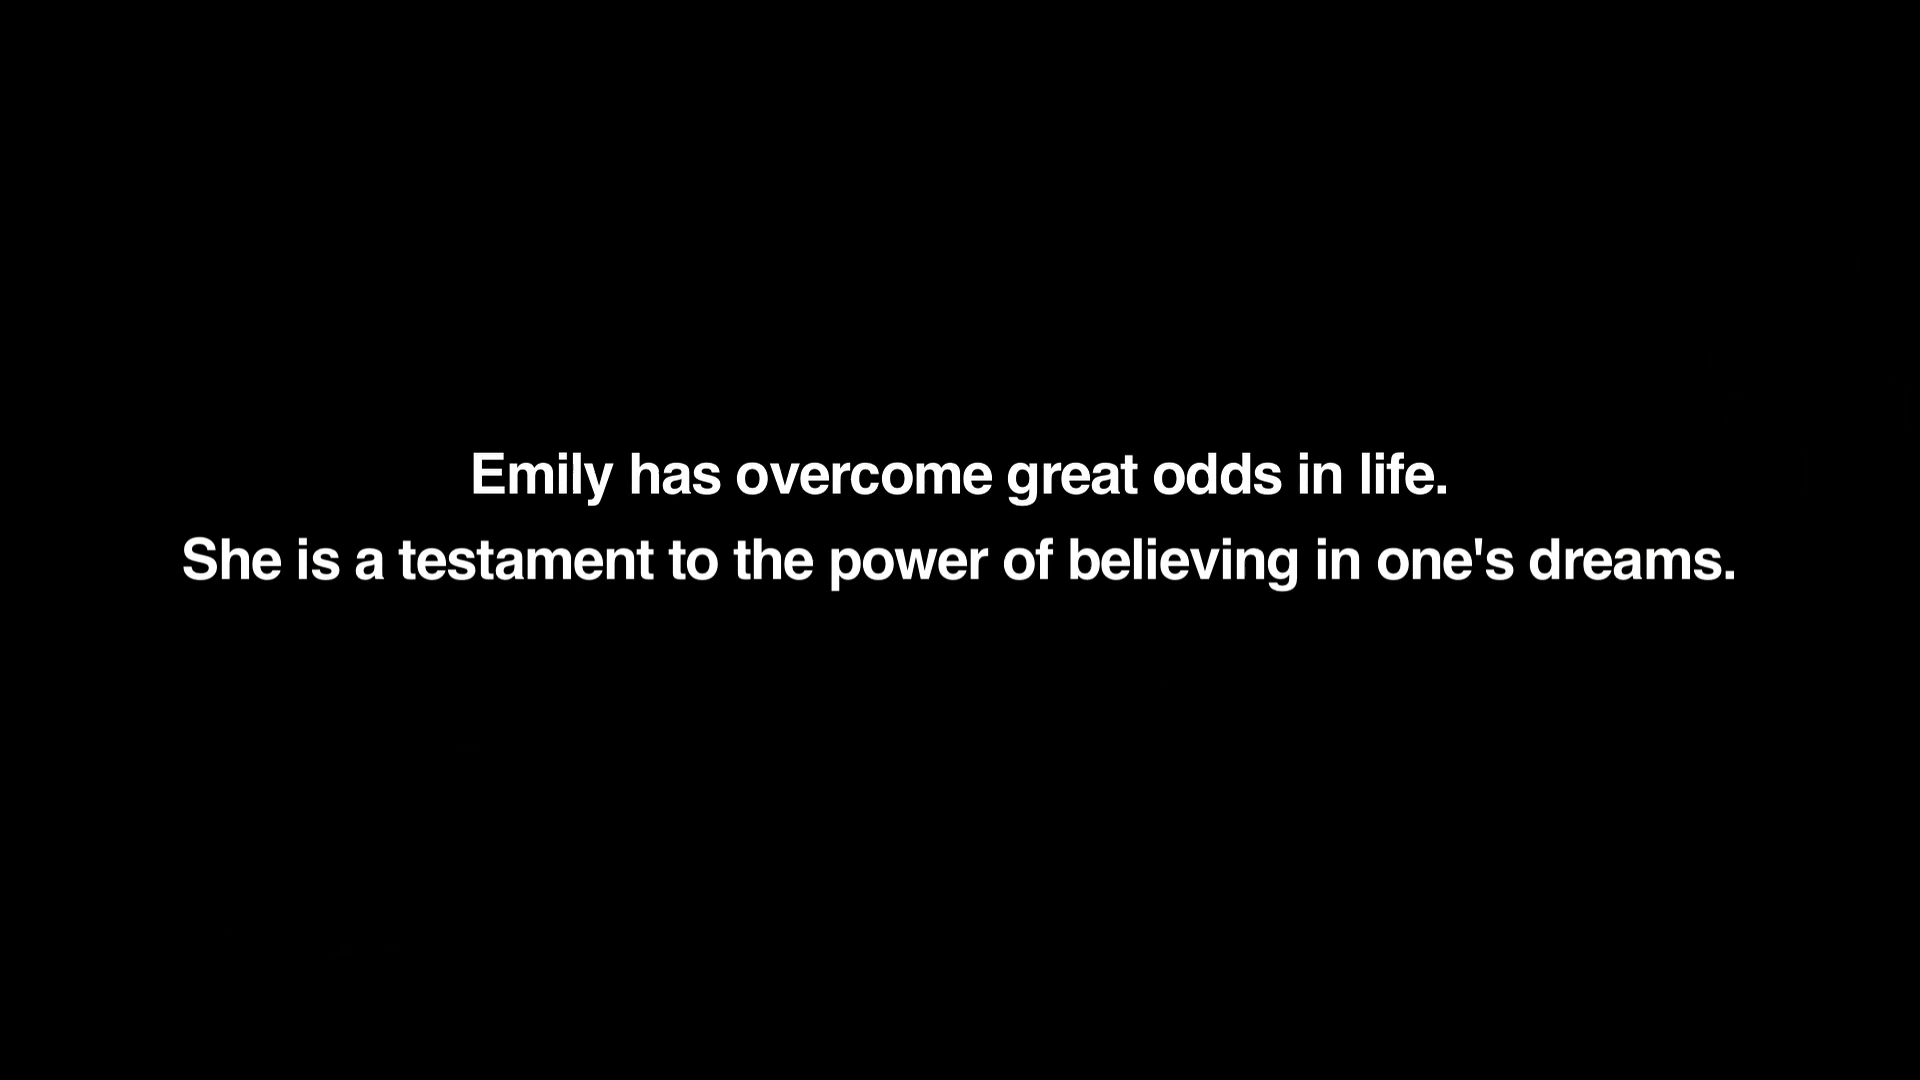 Emily has overcome great odds in life.
She is a testament to the power of believing in one's dreams.